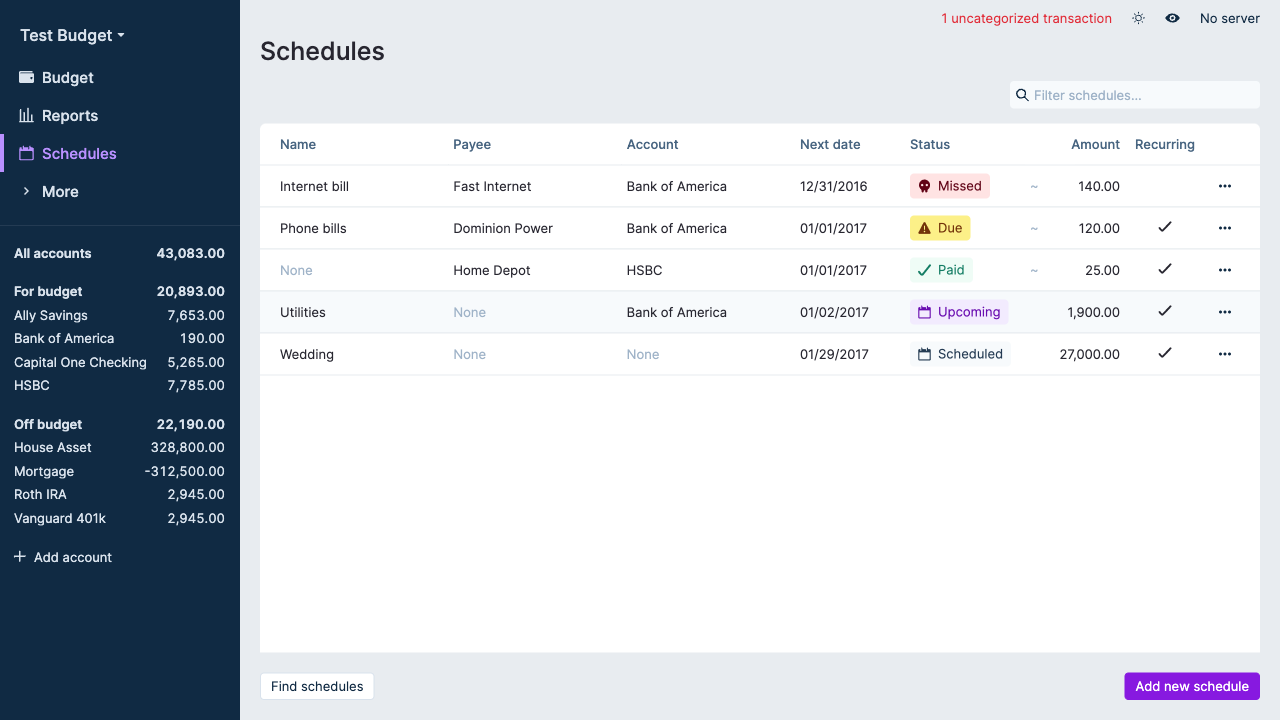 Test Budget
Budget
Reports
Schedules
More
All accounts 43,083.00
For budget 20,893.00
Ally Savings 7,653.00
Bank of America 190.00
Capital One Checking 5,265.00
HSBC 7,785.00
Off budget 22,190.00
House Asset 328,800.00
Mortgage -312,500.00
Roth IRA 2,945.00
Vanguard 401k 2,945.00
Add account
1 uncategorized transaction No server
Schedules
Filter schedules...
Name Payee Account Next date Status Amount Recurring
Internet bill Fast Internet Bank of America 12/31/2016 Missed ~ 140.00
Phone bills Dominion Power Bank of America 01/01/2017 Due ~ 120.00
None Home Depot HSBC 01/01/2017 Paid ~ 25.00
Utilities None Bank of America 01/02/2017 Upcoming 1,900.00
Wedding None None 01/29/2017 Scheduled 27,000.00
Find schedules Add new schedule